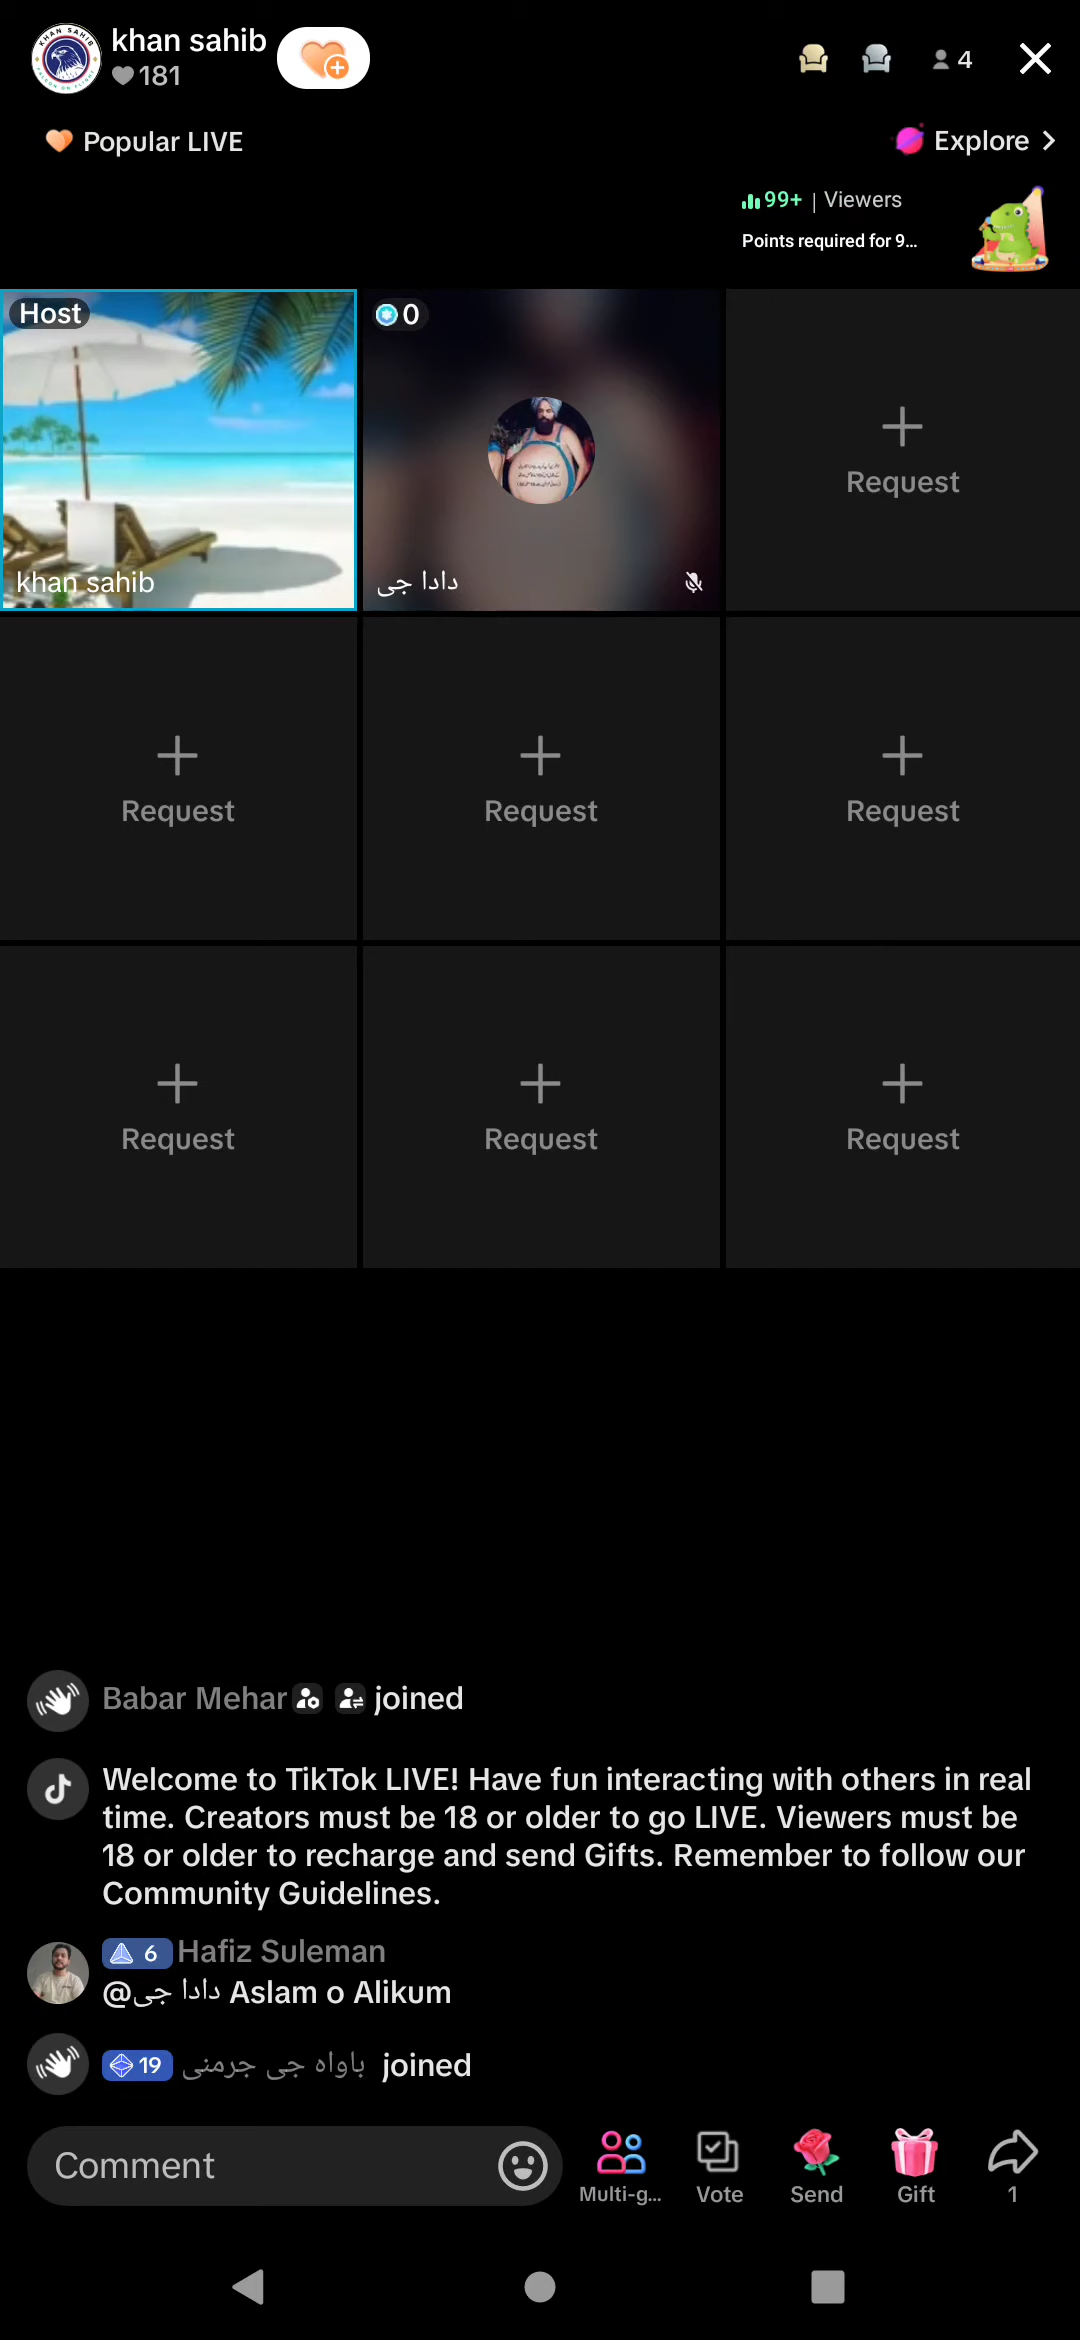 khan sahib
181
4
Popular LIVE
Explore
99+ | Viewers
Points required for 9...
Host
khan sahib
0
دادا جی
Request
Request
Request
Request
Request
Request
Request
Babar Mehar joined
Welcome to TikTok LIVE! Have fun interacting with others in real
time. Creators must be 18 or older to go LIVE. Viewers must be
18 or older to recharge and send Gifts. Remember to follow our
Community Guidelines.
6 Hafiz Suleman
@دادا جی Aslam o Alikum
19 باواہ جی جرمنی joined
Comment
Multi-g...
Vote
Send
Gift
1